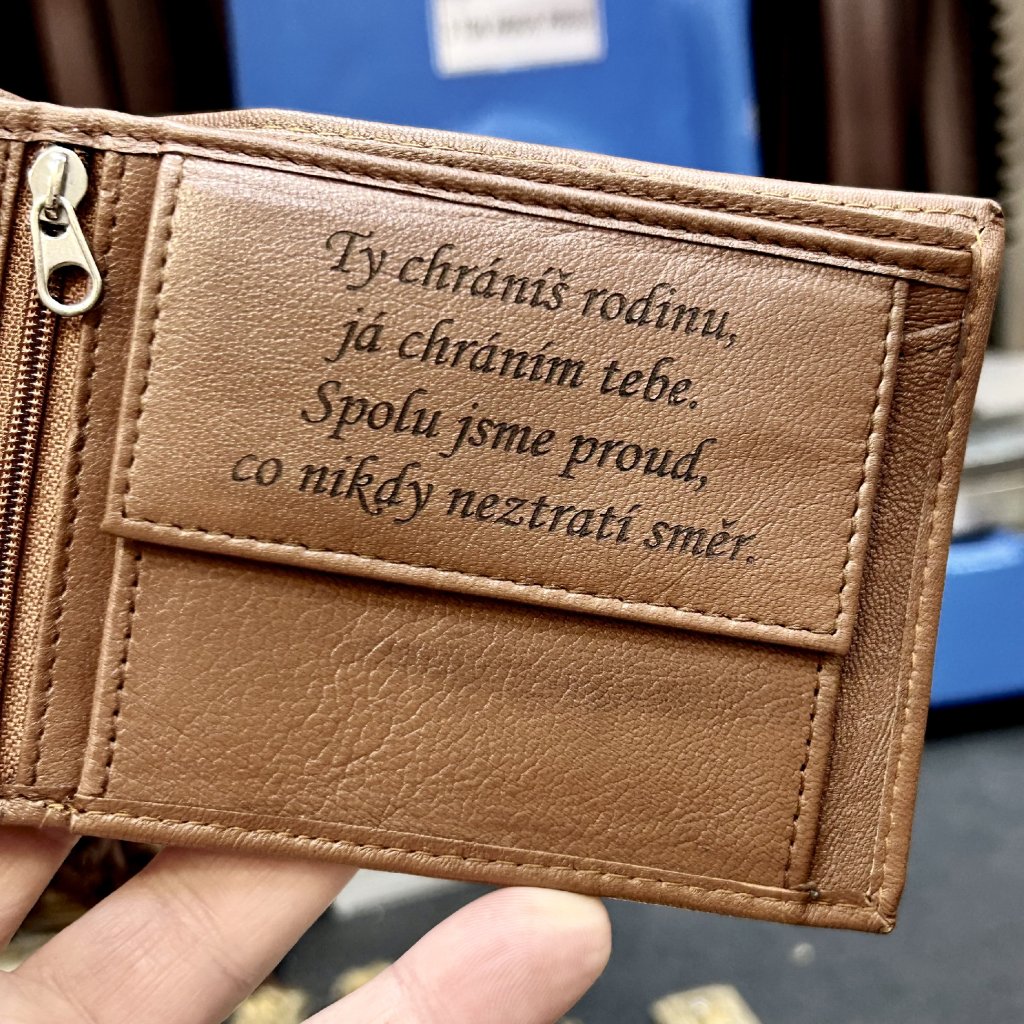 Ty chráníš rodinu,
já chráním tebe.
Spolu jsme proud,
co nikdy neztratí směr.